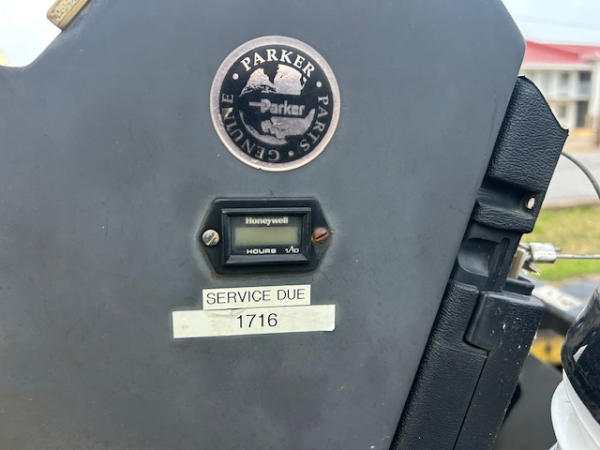 PARKER
PARTS
GENUINE
Parker
Honeywell
HOURS 1/10
SERVICE DUE
1716